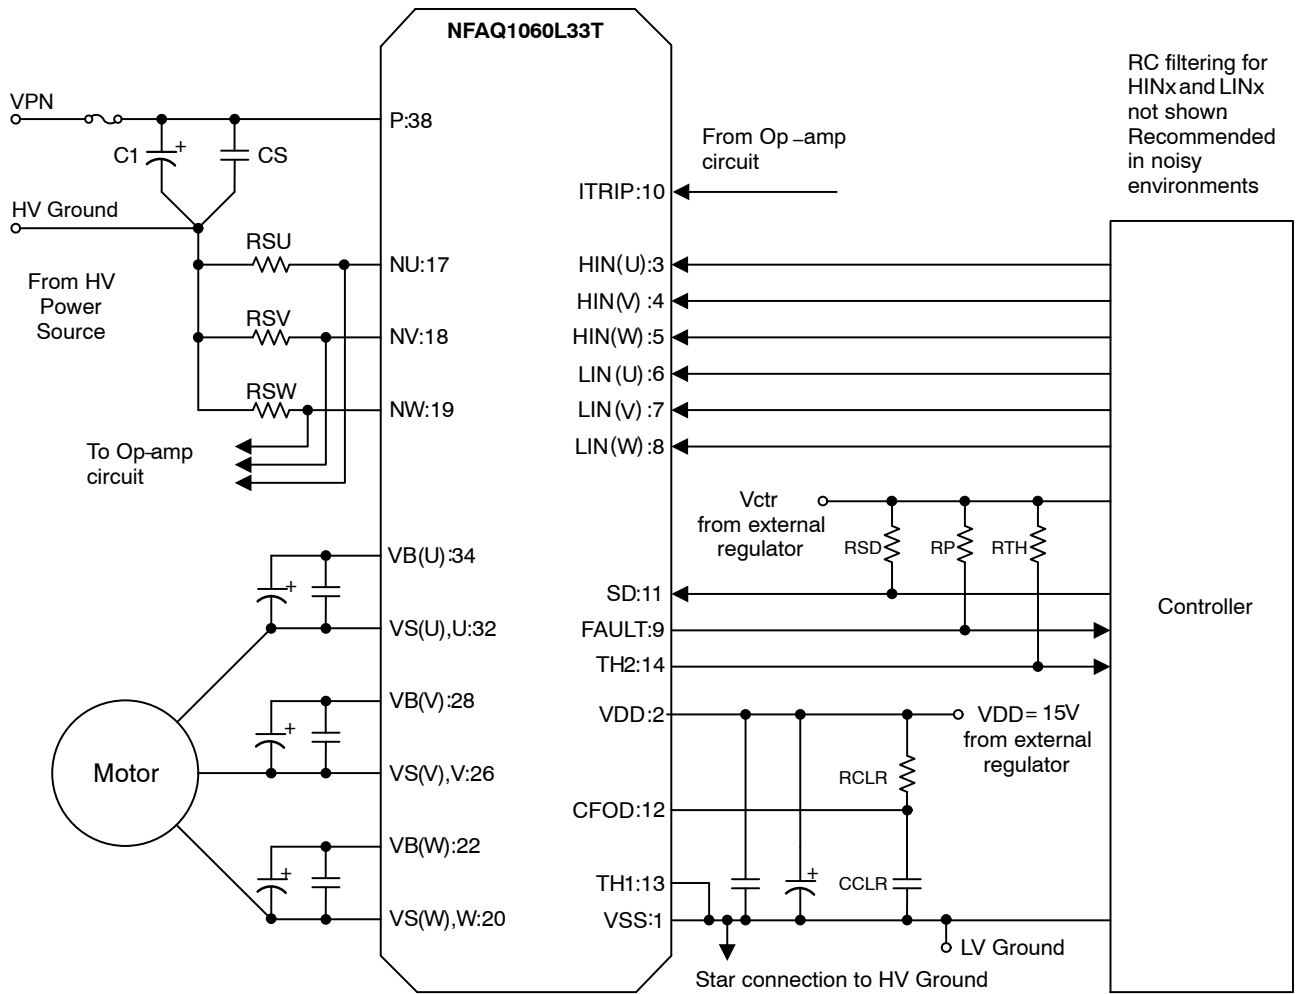 NFAQ1060L33T
VPN
P:38
C1
+
CS
HV Ground
From HV
Power
Source
RSU
NU:17
RSV
NV:18
RSW
NW:19
To Op-amp
circuit
VB(U):34
+
VS(U),U:32
VB(V):28
+
VS(V),V:26
Motor
VB(W):22
+
VS(W),W:20
From Op-amp
circuit
ITRIP:10
HIN(U):3
HIN(V):4
HIN(W):5
LIN(U):6
LIN(V):7
LIN(W):8
Vctr
from external
regulator
RSD
RP
RTH
SD:11
FAULT:9
TH2:14
VDD:2
VDD=15V
from external
regulator
RCLR
CFOD:12
TH1:13
+
CCLR
VSS:1
LV Ground
Star connection to HV Ground
RC filtering for
HINx and LINx
not shown.
Recommended
in noisy
environments
Controller